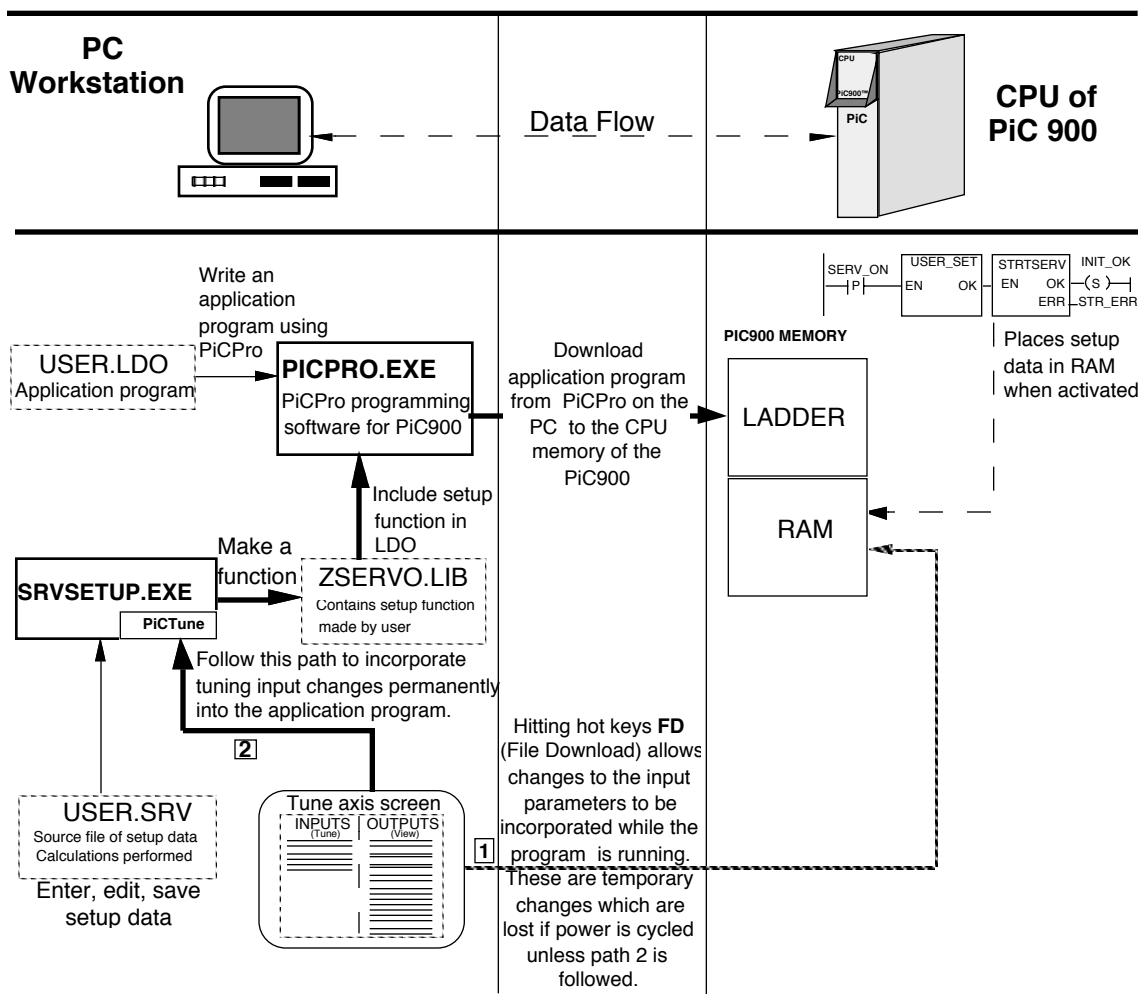 PC
Workstation
Data Flow
CPU
PiC900™
PiC
CPU of
PiC 900
Write an
application
program using
PiCPro
USER.LDO
Application program
PICPRO.EXE
PiCPro programming
software for PiC900
Download
application program
from PiCPro on the
PC to the CPU
memory of the
PiC900
SERV_ON
P
USER_SET
EN OK
STRTSERV
EN OK
ERR
INIT_OK
(S)
STR_ERR
PIC900 MEMORY
LADDER
RAM
Places setup
data in RAM
when activated
Include setup
function in
LDO
Make a
function
SRVSETUP.EXE
PiCTune
ZSERVO.LIB
Contains setup function
made by user
Follow this path to incorporate
tuning input changes permanently
into the application program.
2
USER.SRV
Source file of setup data
Calculations performed
Enter, edit, save
setup data
Tune axis screen
INPUTS OUTPUTS
(Tune) (View)
1
Hitting hot keys FD
(File Download) allows
changes to the input
parameters to be
incorporated while the
program is running.
These are temporary
changes which are
lost if power is cycled
unless path 2 is
followed.